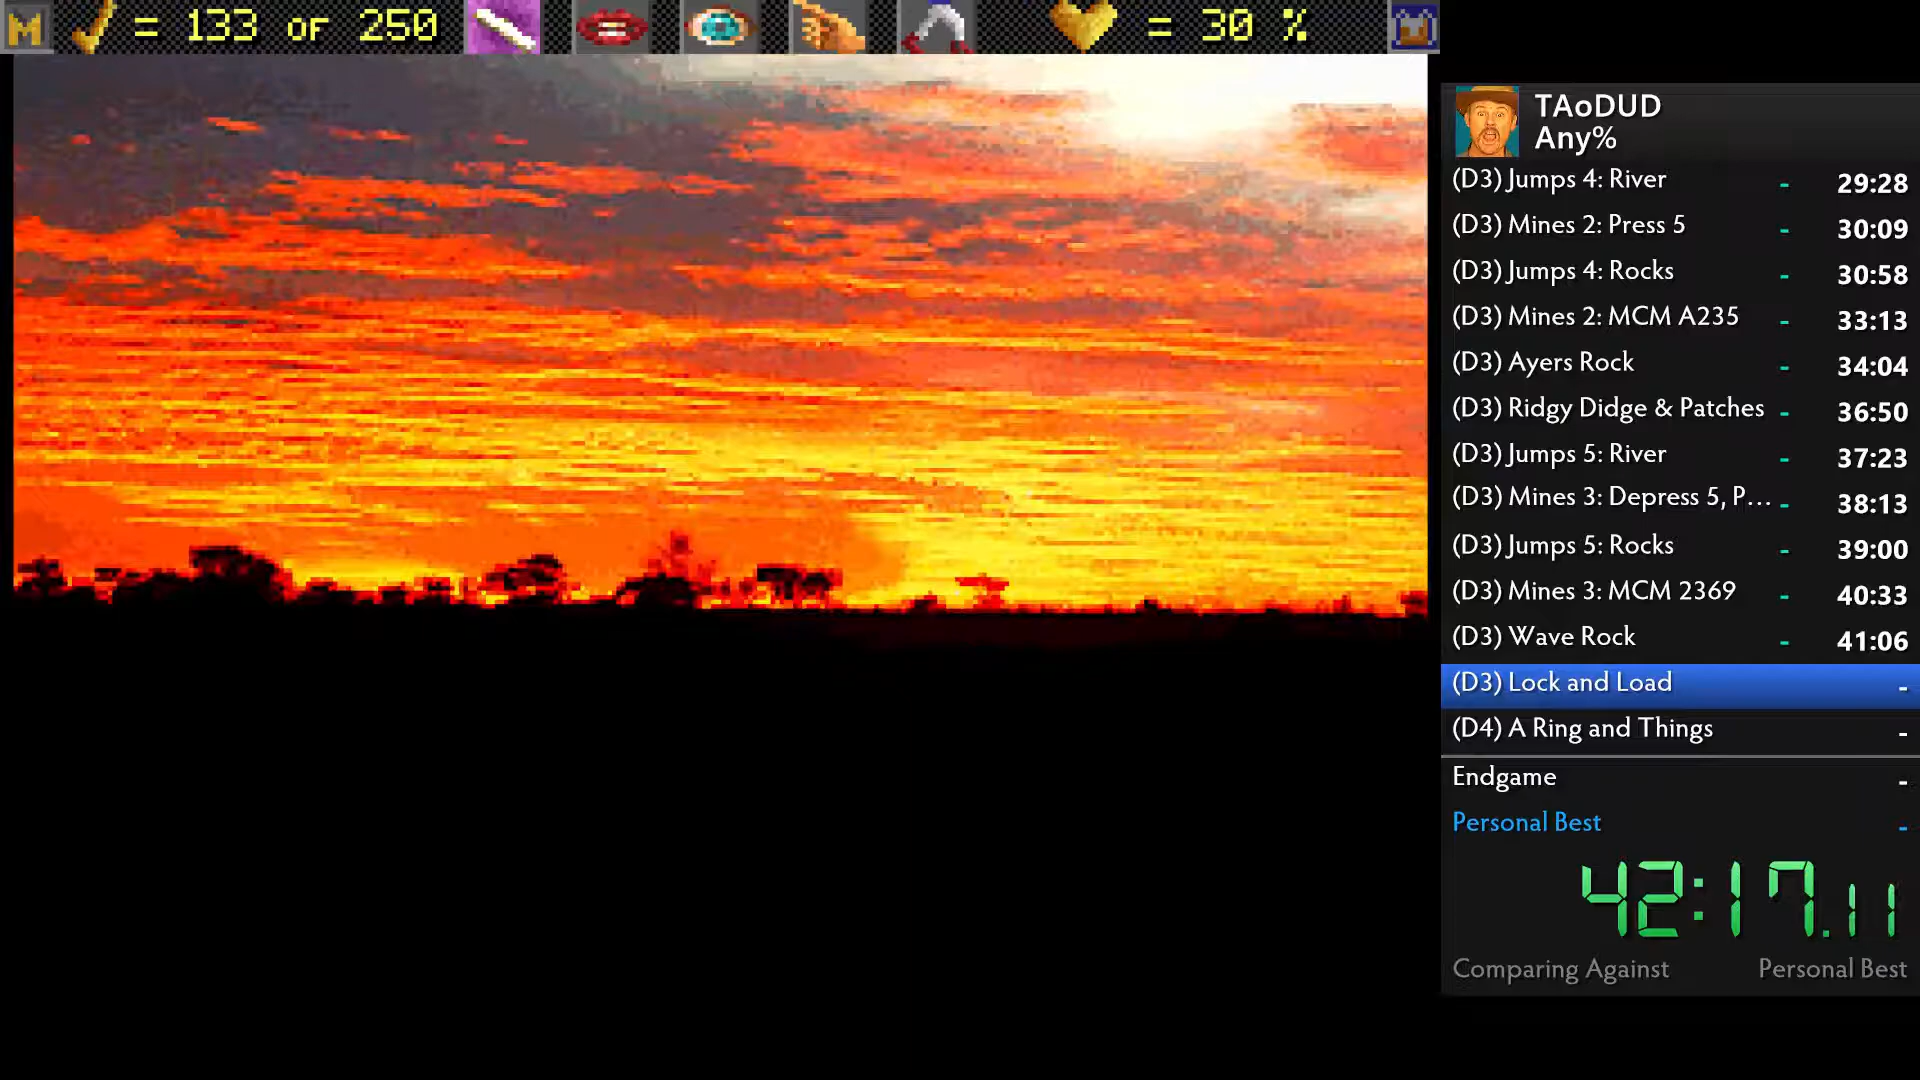 M = 133 OF 250 = 30 %
TAoDUD
Any%
(D3) Jumps 4: River - 29:28
(D3) Mines 2: Press 5 - 30:09
(D3) Jumps 4: Rocks - 30:58
(D3) Mines 2: MCM A235 - 33:13
(D3) Ayers Rock - 34:04
(D3) Ridgy Didge & Patches - 36:50
(D3) Jumps 5: River - 37:23
(D3) Mines 3: Depress 5, P... - 38:13
(D3) Jumps 5: Rocks - 39:00
(D3) Mines 3: MCM 2369 - 40:33
(D3) Wave Rock - 41:06
(D3) Lock and Load -
(D4) A Ring and Things -
Endgame -
Personal Best -
42:17.11
Comparing Against Personal Best